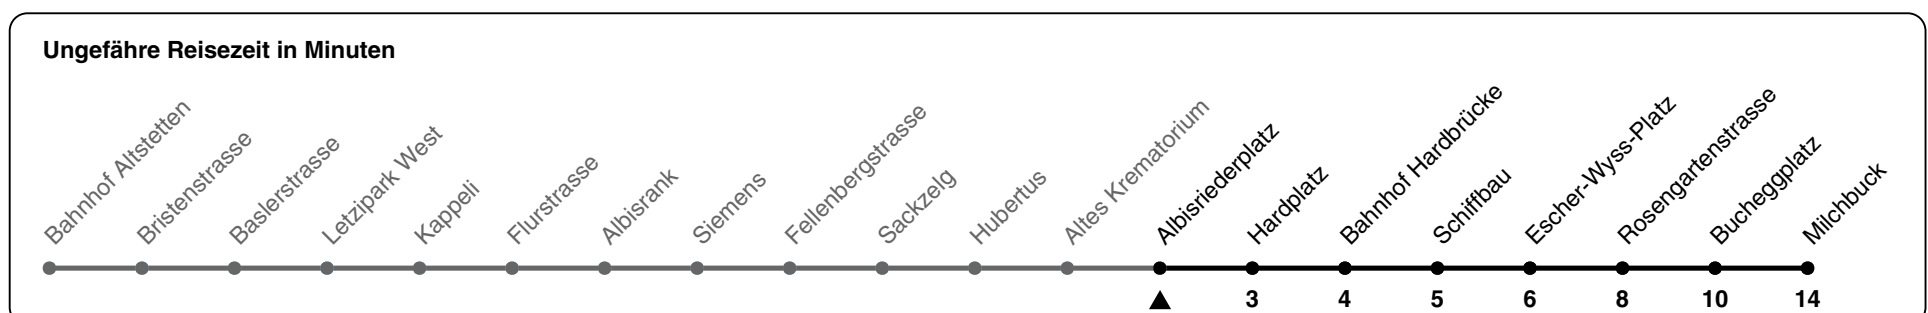 Ungefähre Reisezeit in Minuten
Bahnhof Altstetten
Bristenstrasse
Baslerstrasse
Letzipark West
Kappeli
Flurstrasse
Albisrank
Siemens
Fellenbergstrasse
Sackzelg
Hubertus
Altes Krematorium
Albisriederplatz
Hardplatz
Bahnhof Hardbrücke
Schiffbau
Escher-Wyss-Platz
Rosengartenstrasse
Bucheggplatz
Milchbuck
3 4 5 6 8 10 14